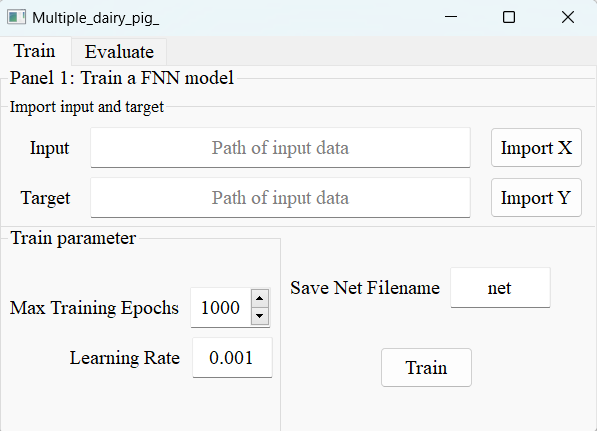 Multiple_dairy_pig_
Train Evaluate
Panel 1: Train a FNN model
Import input and target
Input Path of input data Import X
Target Path of input data Import Y
Train parameter
Save Net Filename net
Max Training Epochs 1000
Learning Rate 0.001
Train